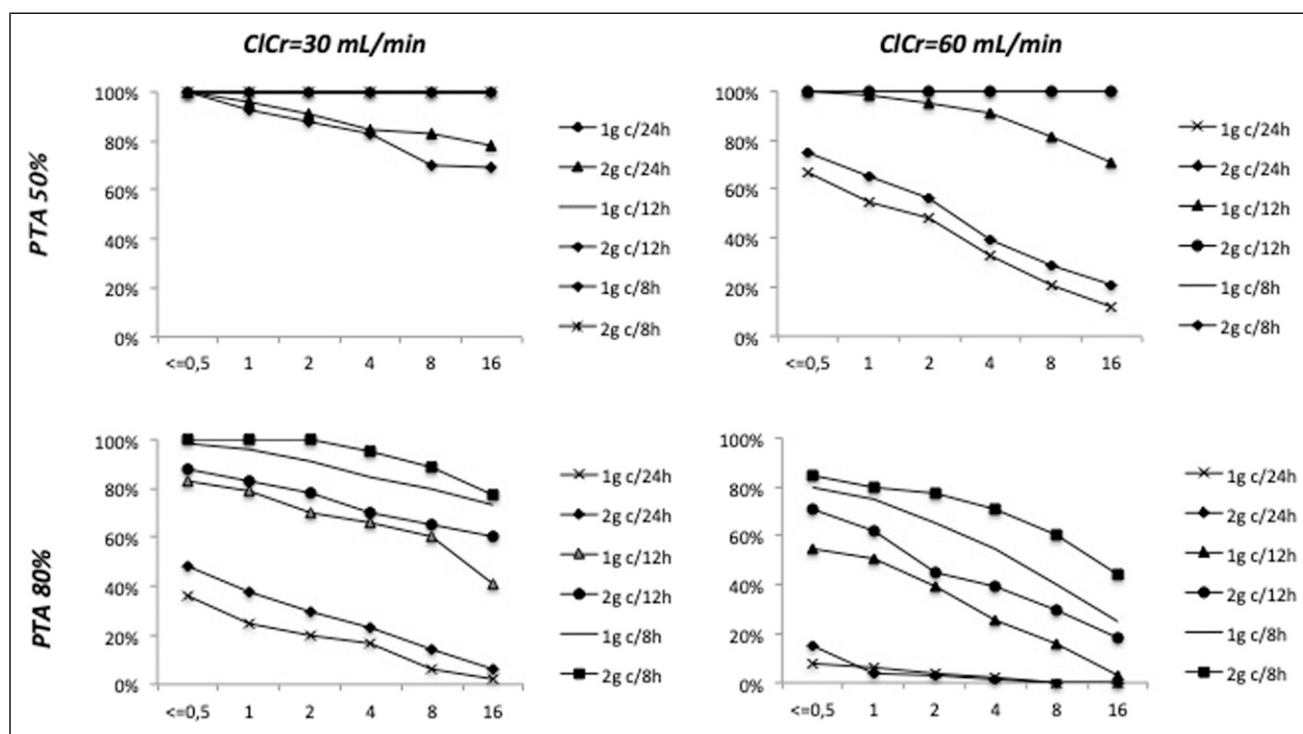 ClCr=30 mL/min
ClCr=60 mL/min
PTA 50%
100%
80%
60%
40%
20%
0%
<=0,5 1 2 4 8 16
1g c/24h
2g c/24h
1g c/12h
2g c/12h
1g c/8h
2g c/8h
100%
80%
60%
40%
20%
0%
<=0,5 1 2 4 8 16
1g c/24h
2g c/24h
1g c/12h
2g c/12h
1g c/8h
2g c/8h
PTA 80%
100%
80%
60%
40%
20%
0%
<=0,5 1 2 4 8 16
1g c/24h
2g c/24h
1g c/12h
2g c/12h
1g c/8h
2g c/8h
100%
80%
60%
40%
20%
0%
<=0,5 1 2 4 8 16
1g c/24h
2g c/24h
1g c/12h
2g c/12h
1g c/8h
2g c/8h